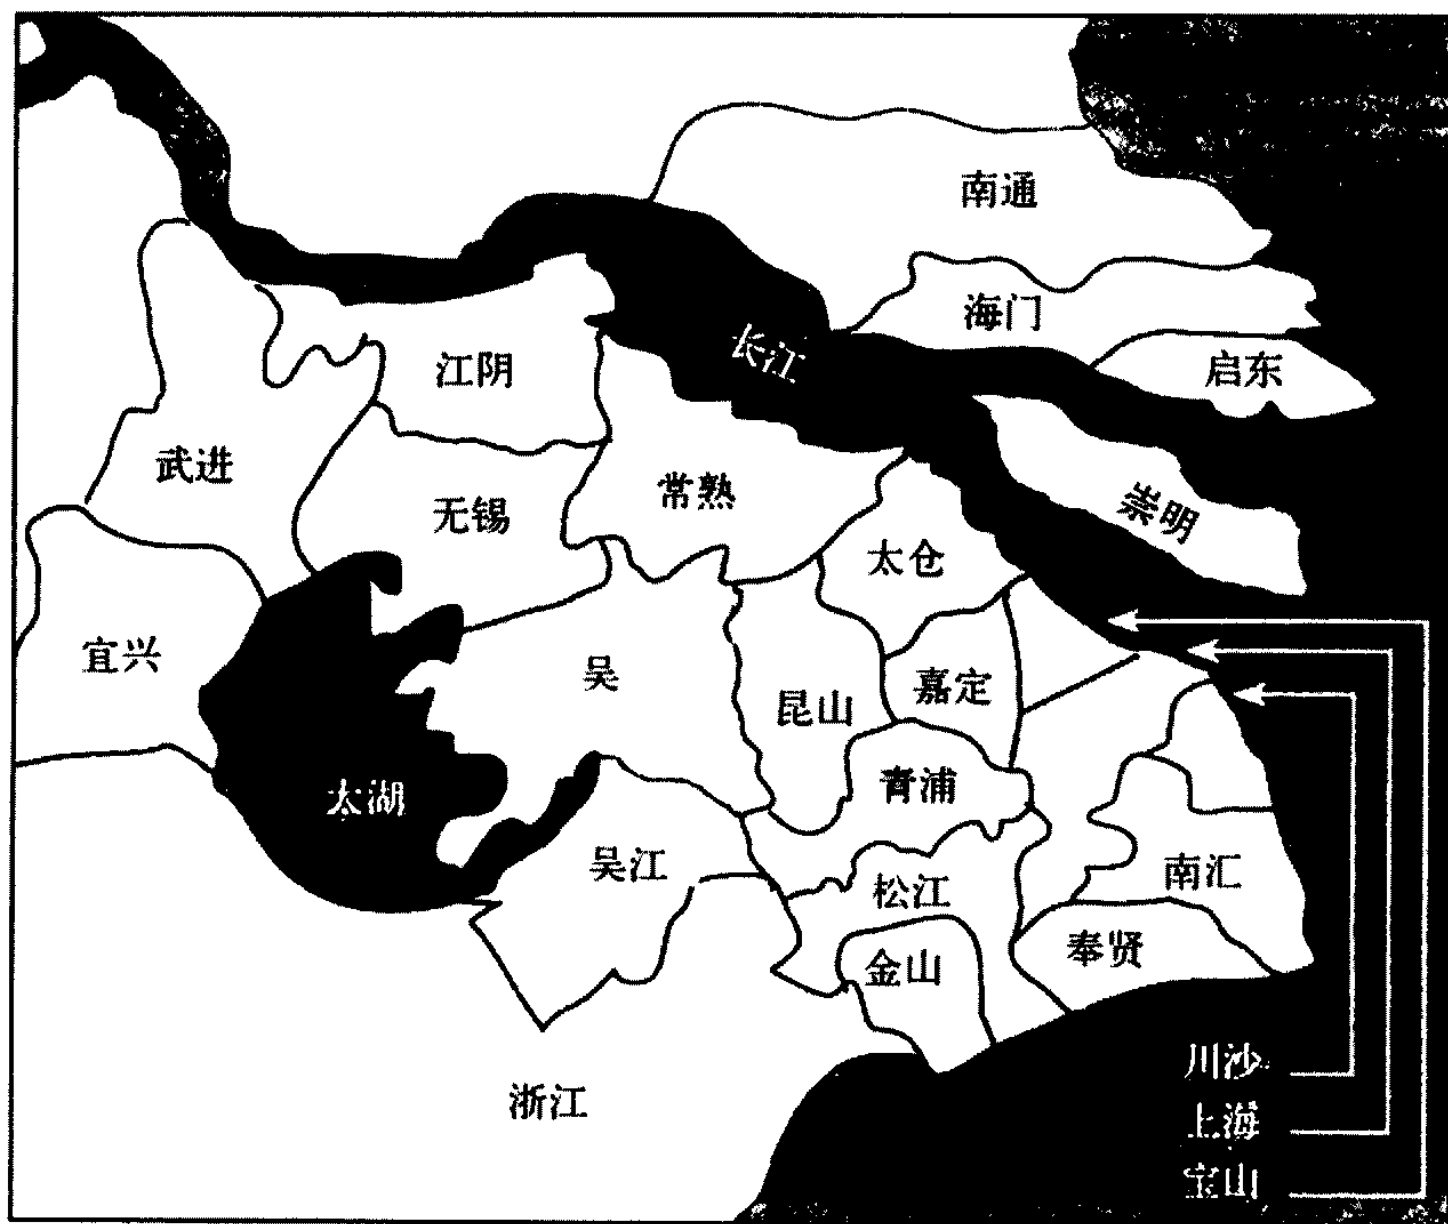 南通
海门
长江
启东
江阴
武进
常熟
无锡
崇明
太仓
宜兴
吴
嘉定
昆山
青浦
太湖
吴江
南汇
松江
奉贤
金山
川沙
浙江
上海
宝山